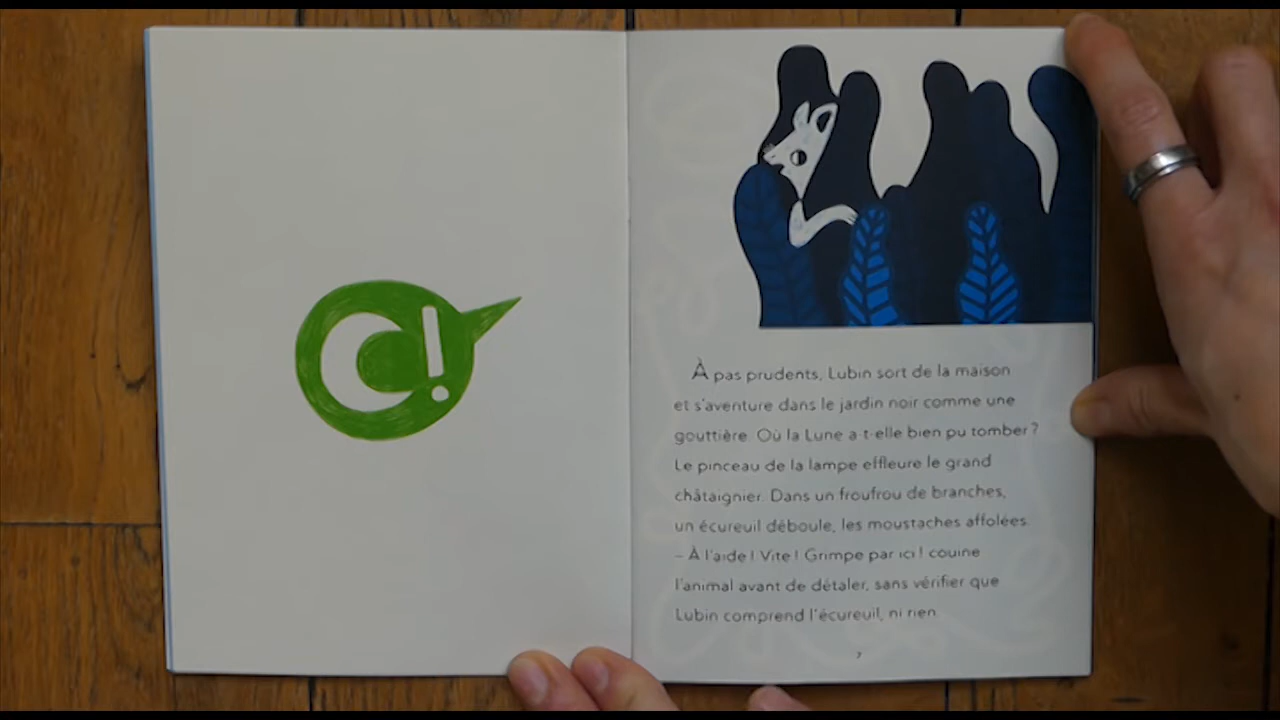 C!
À pas prudents, Lubin sort de la maison
et s'aventure dans le jardin noir comme une
gouttière. Où la Lune a-t-elle bien pu tomber ?
Le pinceau de la lampe effleure le grand
châtaignier. Dans un froufrou de branches,
un écureuil déboule, les moustaches affolées.
– À l'aide ! Vite ! Grimpe par ici ! couine
l'animal avant de détaler, sans vérifier que
Lubin comprend l'écureuil, ni rien.
7